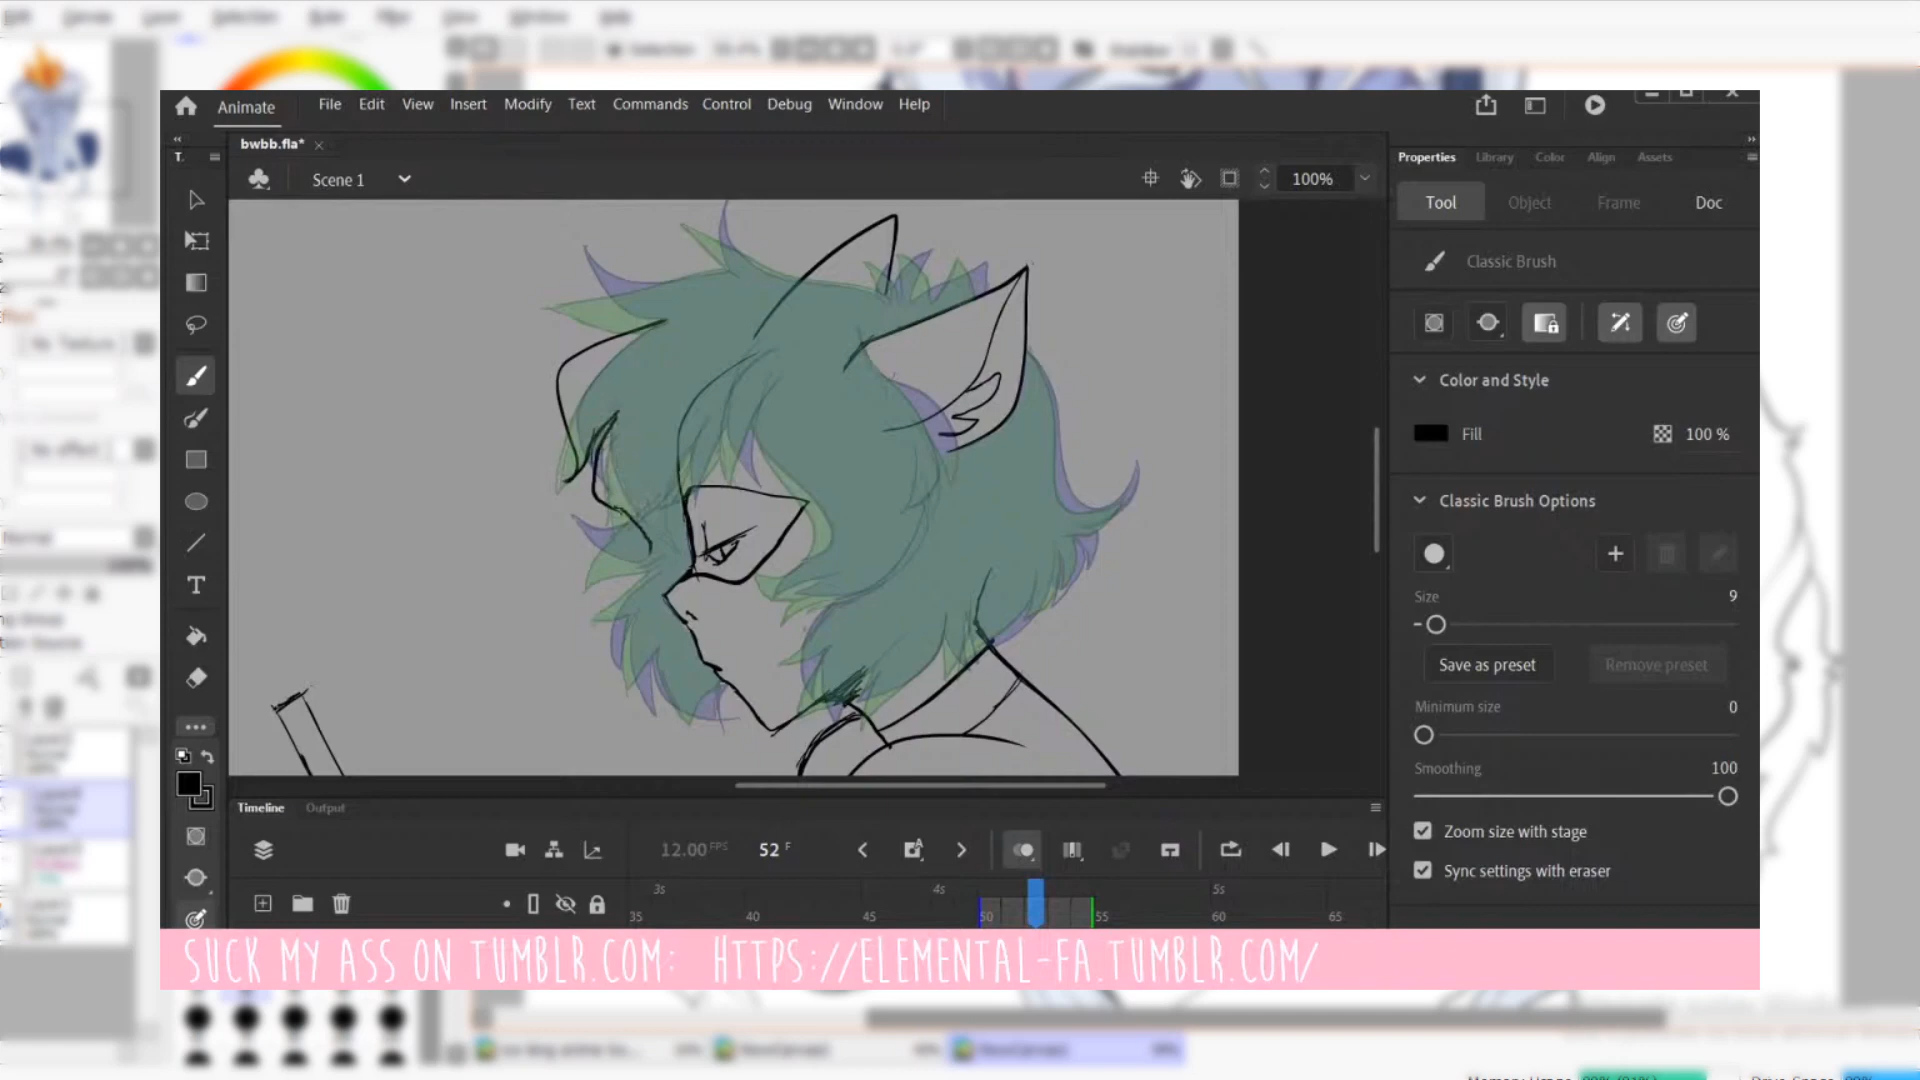 Animate File Edit View Insert Modify Text Commands Control Debug Window Help
bwbb.fla*
T.
Properties Library Color Align Assets
Scene 1
100%
Tool Object Frame Doc
Classic Brush
Color and Style
Fill
100 %
Classic Brush Options
Size
9
Save as preset
Remove preset
Minimum size
0
Smoothing
100
Zoom size with stage
Sync settings with eraser
Timeline Output
12.00 FPS 52 F
3s 4s 5s
35 40 45 50 55 60 65
SUCK MY ASS ON TUMBLR.COM: HTTPS://ELEMENTAL-FA.TUMBLR.COM/